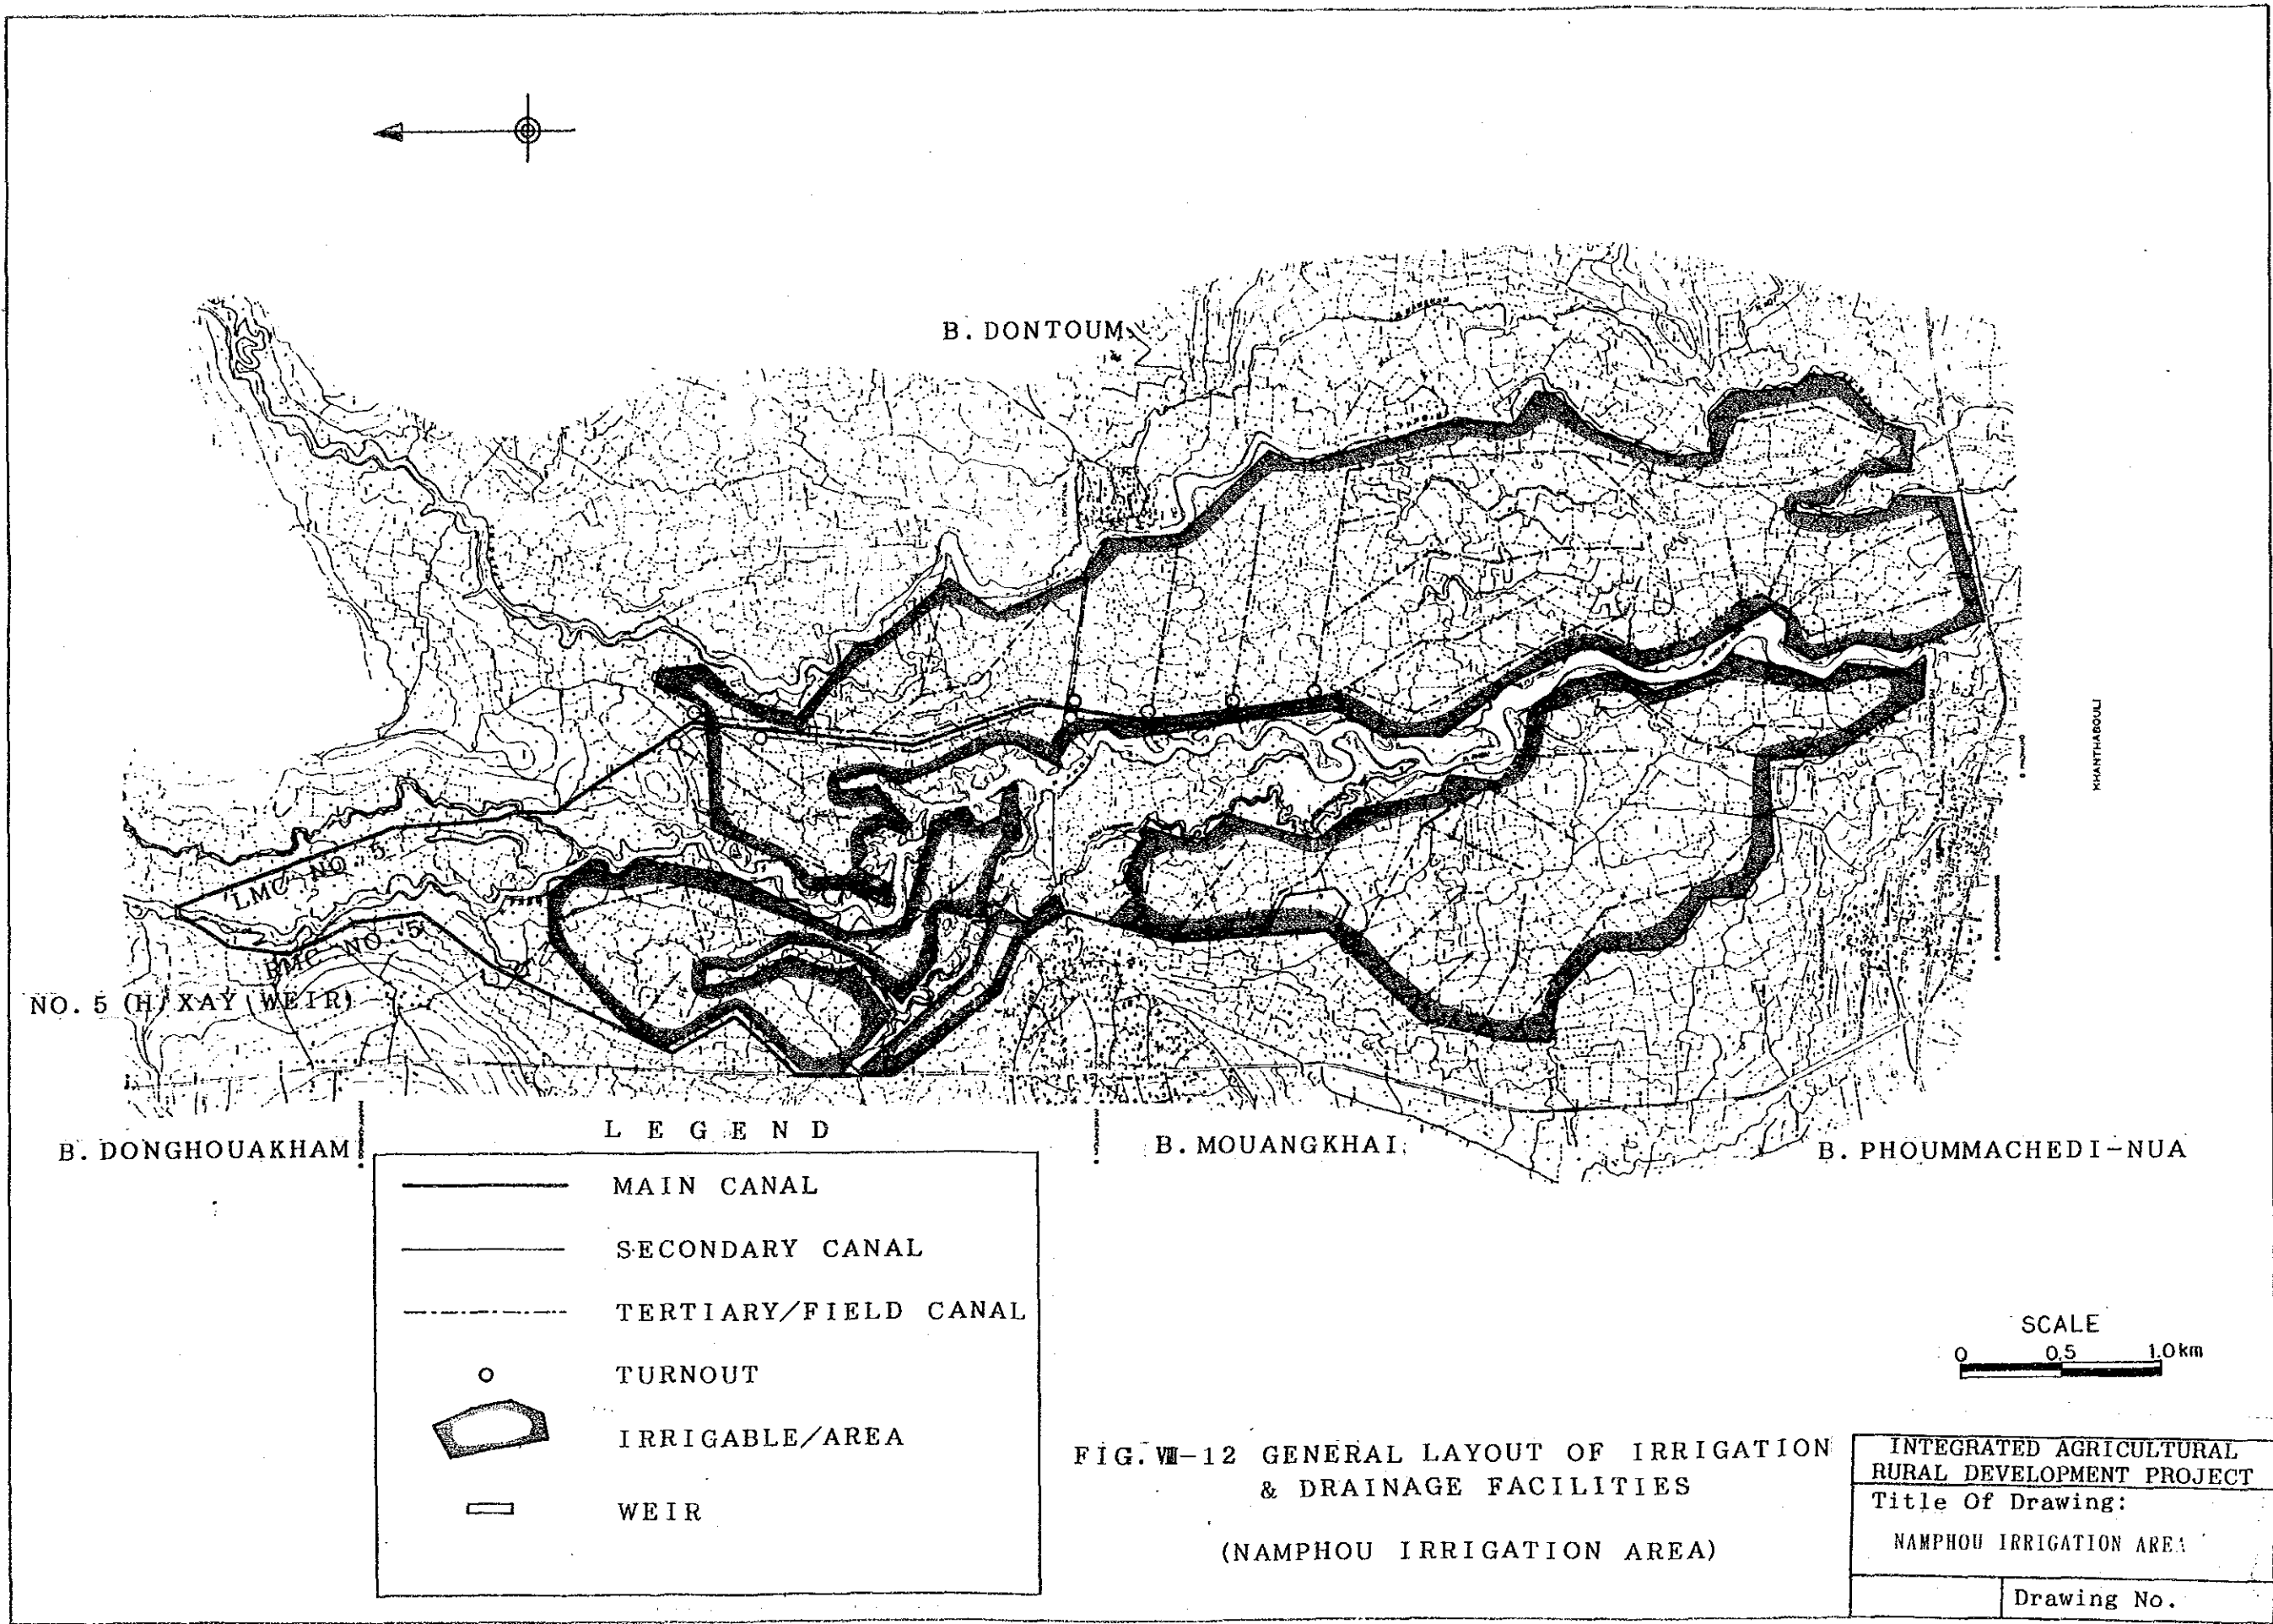 B. DONTOUM
KHANTHABOULI
LMC NO. 5
RMC NO. 5
NO. 5 (H/XAY WEIR)
B. DONGHOUAKHAM
B. MOUANGKHAI
B. PHOUMMACHEDI-NUA
LEGEND
MAIN CANAL
SECONDARY CANAL
TERTIARY/FIELD CANAL
TURNOUT
IRRIGABLE/AREA
WEIR
SCALE
0 0.5 1.0km
FIG. VIII-12 GENERAL LAYOUT OF IRRIGATION
& DRAINAGE FACILITIES
(NAMPHOU IRRIGATION AREA)
INTEGRATED AGRICULTURAL
RURAL DEVELOPMENT PROJECT
Title Of Drawing:
NAMPHOU IRRIGATION AREA
Drawing No.